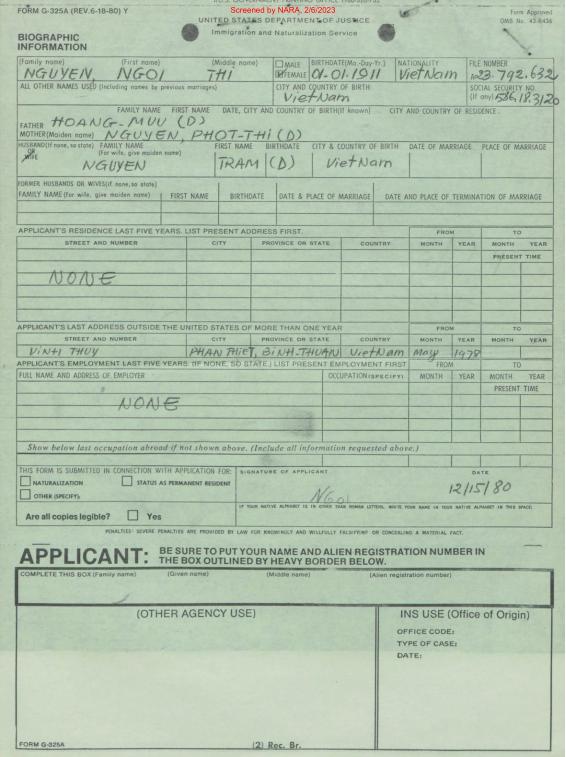 FORM G-325A (REV.6-18-80) Y
Screened by NARA, 2/6/2023
Form Approved
OMB No. 43-R436
UNITED STATES DEPARTMENT OF JUSTICE
Immigration and Naturalization Service
BIOGRAPHIC
INFORMATION
(Family name) (First name) (Middle name) MALE BIRTHDATE(Mo.-Day-Yr.) NATIONALITY FILE NUMBER
NGUYEN, NGOI THI FEMALE 01.01.1911 VietNam A23.792.632
ALL OTHER NAMES USED (Including names by previous marriages) CITY AND COUNTRY OF BIRTH SOCIAL SECURITY NO.
VietNam (If any) 586.18.3120
FAMILY NAME FIRST NAME DATE, CITY AND COUNTRY OF BIRTH(If known) CITY AND COUNTRY OF RESIDENCE.
FATHER HOANG-MUU (D)
MOTHER(Maiden name) NGUYEN, PHOT-THI (D)
HUSBAND(If none, so state) FAMILY NAME FIRST NAME BIRTHDATE CITY & COUNTRY OF BIRTH DATE OF MARRIAGE PLACE OF MARRIAGE
OR (For wife, give maiden name)
WIFE NGUYEN TRAM (D) VietNam
FORMER HUSBANDS OR WIVES(if none, so state)
FAMILY NAME (For wife, give maiden name) FIRST NAME BIRTHDATE DATE & PLACE OF MARRIAGE DATE AND PLACE OF TERMINATION OF MARRIAGE
APPLICANT'S RESIDENCE LAST FIVE YEARS. LIST PRESENT ADDRESS FIRST. FROM TO
STREET AND NUMBER CITY PROVINCE OR STATE COUNTRY MONTH YEAR MONTH YEAR
PRESENT TIME
NONE
APPLICANT'S LAST ADDRESS OUTSIDE THE UNITED STATES OF MORE THAN ONE YEAR FROM TO
STREET AND NUMBER CITY PROVINCE OR STATE COUNTRY MONTH YEAR MONTH YEAR
VINH THUY PHAN THIET, BINH-THUAN VietNam May 1978
APPLICANT'S EMPLOYMENT LAST FIVE YEARS. (IF NONE, SO STATE.) LIST PRESENT EMPLOYMENT FIRST FROM TO
FULL NAME AND ADDRESS OF EMPLOYER OCCUPATION(SPECIFY) MONTH YEAR MONTH YEAR
PRESENT TIME
NONE
Show below last occupation abroad if not shown above. (Include all information requested above.)
THIS FORM IS SUBMITTED IN CONNECTION WITH APPLICATION FOR: SIGNATURE OF APPLICANT DATE
NATURALIZATION STATUS AS PERMANENT RESIDENT
OTHER (SPECIFY): NGOI 12/15/80
Are all copies legible? Yes IF YOUR NATIVE ALPHABET IS IN OTHER THAN ROMAN LETTERS, WRITE YOUR NAME IN YOUR NATIVE ALPHABET IN THIS SPACE:
PENALTIES: SEVERE PENALTIES ARE PROVIDED BY LAW FOR KNOWINGLY AND WILLFULLY FALSIFYING OR CONCEALING A MATERIAL FACT.
APPLICANT: BE SURE TO PUT YOUR NAME AND ALIEN REGISTRATION NUMBER IN
THE BOX OUTLINED BY HEAVY BORDER BELOW.
COMPLETE THIS BOX (Family name) (Given name) (Middle name) (Alien registration number)
(OTHER AGENCY USE) INS USE (Office of Origin)
OFFICE CODE:
TYPE OF CASE:
DATE:
FORM G-325A (2) Rec. Br.